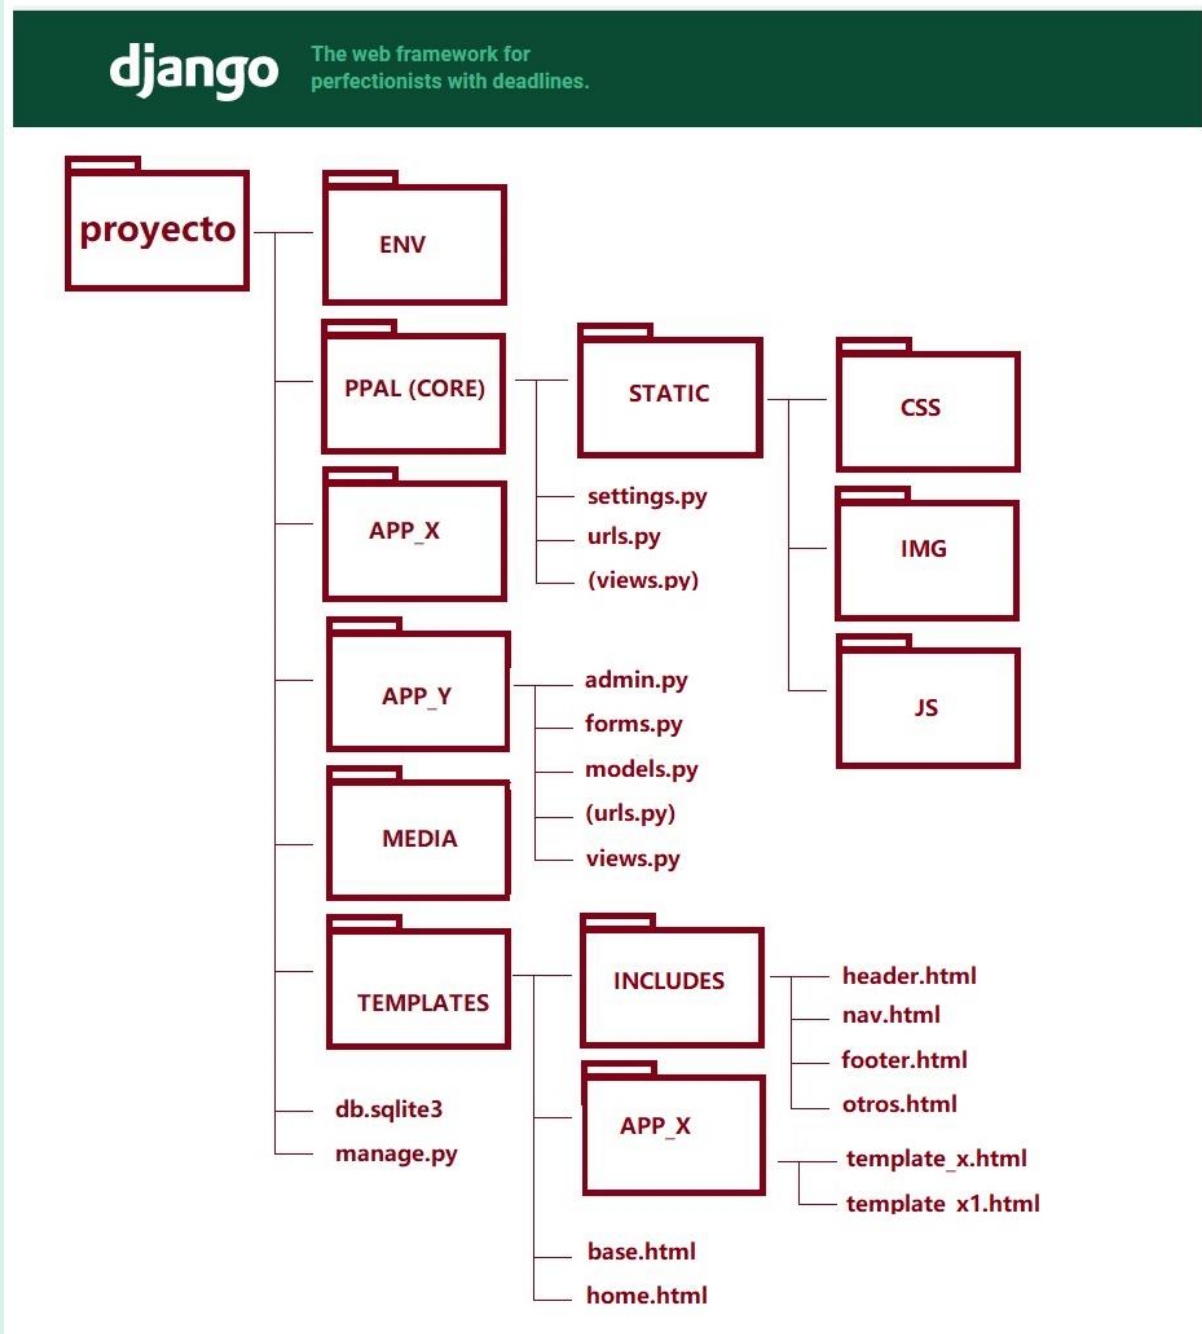 django
The web framework for
perfectionists with deadlines.
proyecto
ENV
PPAL (CORE)
STATIC
CSS
settings.py
urls.py
(views.py)
IMG
JS
APP_X
APP_Y
admin.py
forms.py
models.py
(urls.py)
views.py
MEDIA
TEMPLATES
INCLUDES
header.html
nav.html
footer.html
otros.html
APP_X
template_x.html
template_x1.html
base.html
home.html
db.sqlite3
manage.py